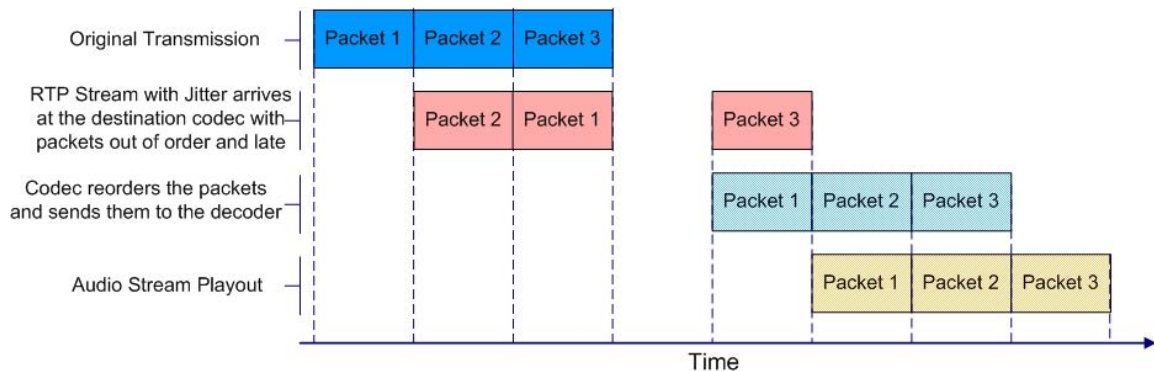 Original Transmission
Packet 1
Packet 2
Packet 3
RTP Stream with Jitter arrives
at the destination codec with
packets out of order and late
Packet 2
Packet 1
Packet 3
Codec reorders the packets
and sends them to the decoder
Packet 1
Packet 2
Packet 3
Audio Stream Playout
Packet 1
Packet 2
Packet 3
Time